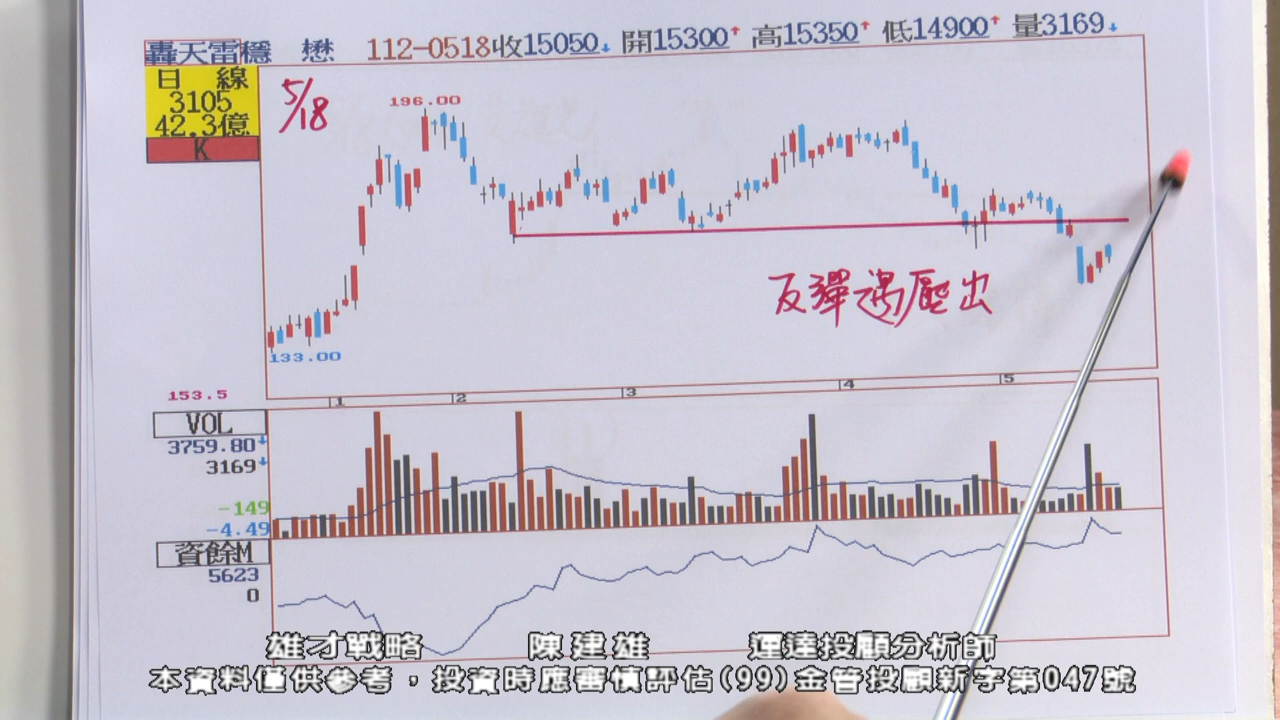 轟天雷穩 懋 112-0518收15050↓ 開15300↑ 高15350↑ 低14900↑ 量3169↓
日 線
3105
42.3億
K
5/18
196.00
反彈遇壓出
133.00
153.5
1 2 3 4 5
VOL
3759.80↓
3169↓
-149
-4.49
資餘M
5623
0
雄才戰略 陳建雄 運達投顧分析師
本資料僅供參考，投資時應審慎評估(99)金管投顧新字第047號